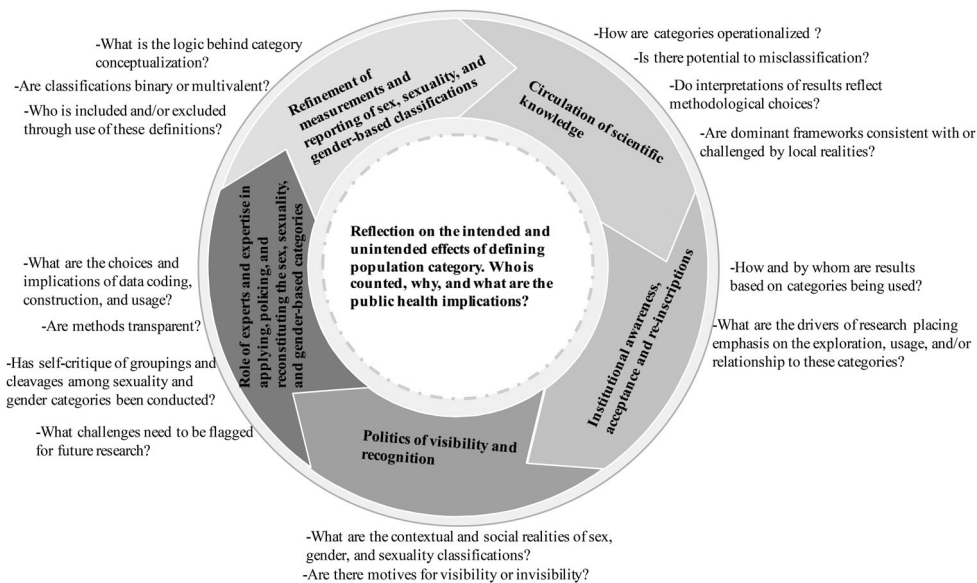 -What is the logic behind category
conceptualization?
-Are classifications binary or multivalent?
-Who is included and/or excluded
through use of these definitions?
Refinement of
measurements and
reporting of sex, sexuality, and
gender-based classifications
-How are categories operationalized ?
-Is there potential to misclassification?
-Do interpretations of results reflect
methodological choices?
-Are dominant frameworks consistent with or
challenged by local realities?
Circulation of scientific
knowledge
Reflection on the intended and
unintended effects of defining
population category. Who is
counted, why, and what are the
public health implications?
-How and by whom are results
based on categories being used?
-What are the drivers of research placing
emphasis on the exploration, usage, and/or
relationship to these categories?
Institutional awareness,
acceptance and re-inscriptions
Politics of visibility and
recognition
-What are the contextual and social realities of sex,
gender, and sexuality classifications?
-Are there motives for visibility or invisibility?
Role of experts and expertise in
applying, policing, and
reconstituting the sex, sexuality,
and gender-based categories
-What are the choices and
implications of data coding,
construction, and usage?
-Are methods transparent?
-Has self-critique of groupings and
cleavages among sexuality and
gender categories been conducted?
-What challenges need to be flagged
for future research?